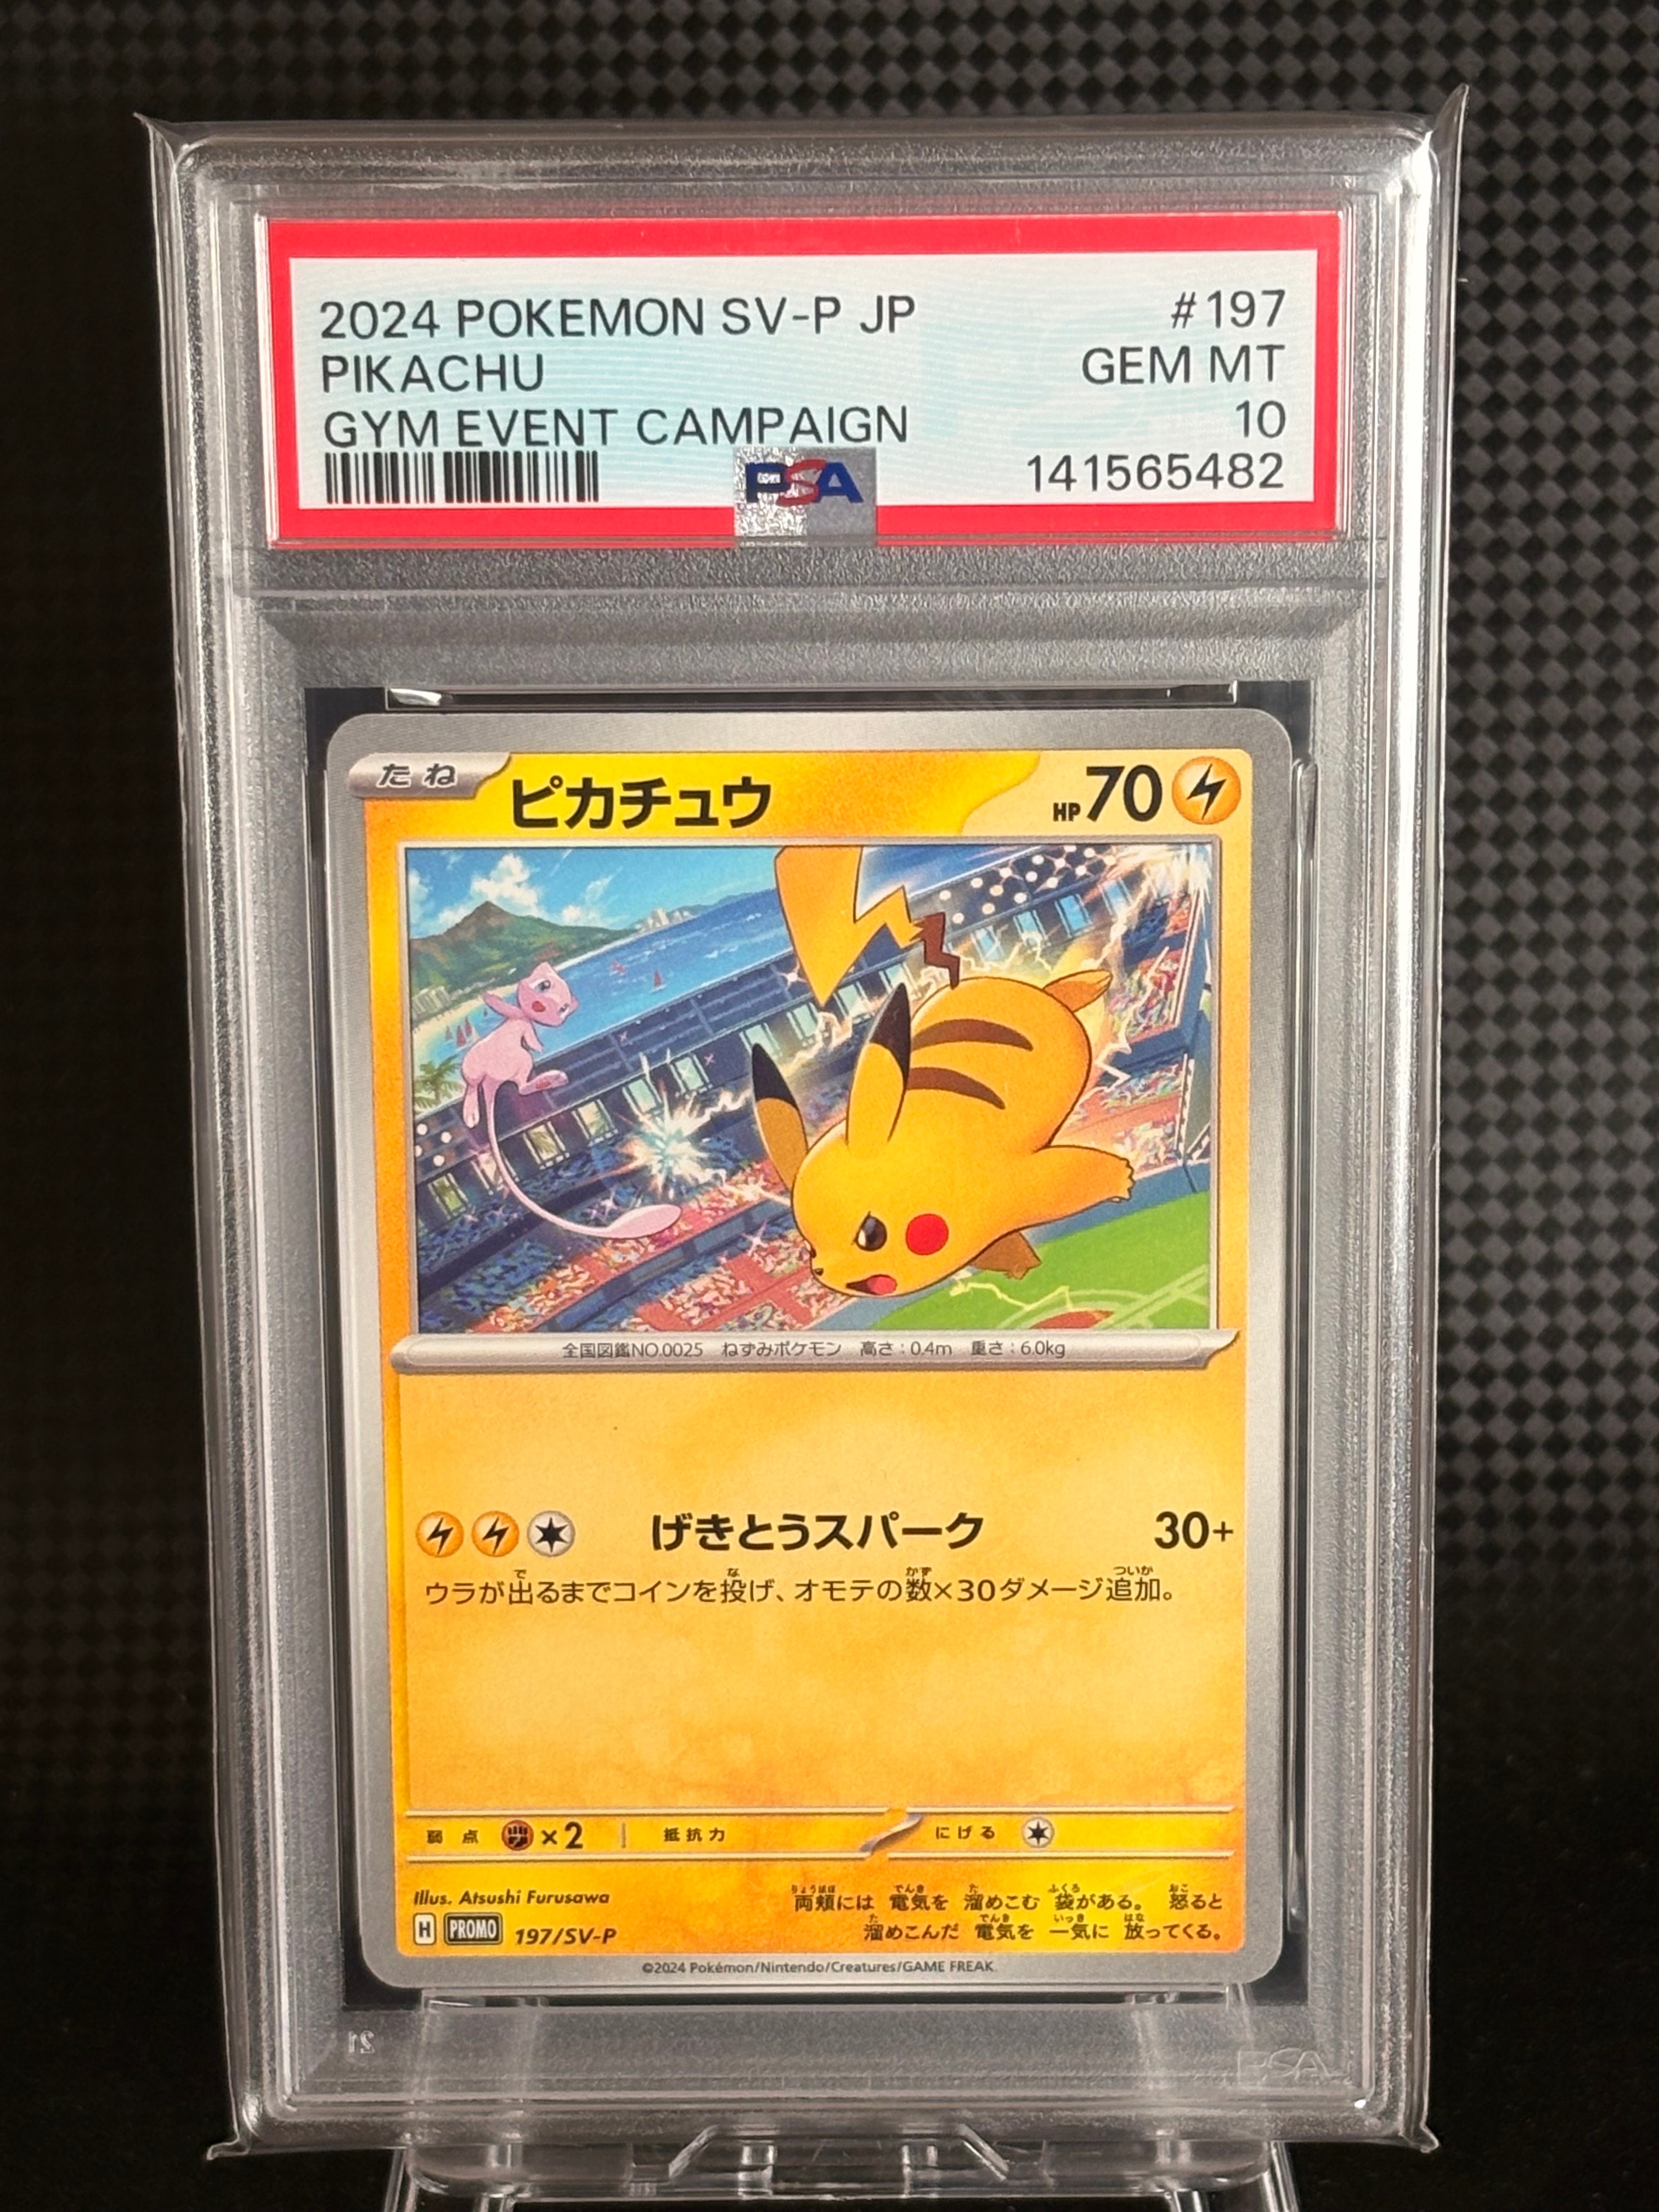 2024 POKEMON SV-P JP #197
PIKACHU GEM MT
GYM EVENT CAMPAIGN 10
PSA 141565482
たね ピカチュウ HP70
全国図鑑NO.0025 ねずみポケモン 高さ:0.4m 重さ:6.0kg
げきとうスパーク 30+
ウラが出るまでコインを投げ、オモテの数×30ダメージ追加。
弱点 ×2 抵抗力 にげる
Illus. Atsushi Furusawa
H PROMO 197/SV-P
両頬には 電気を 溜めこむ 袋がある。 怒ると
溜めこんだ 電気を 一気に 放ってくる。
©2024 Pokémon/Nintendo/Creatures/GAME FREAK.
PSA